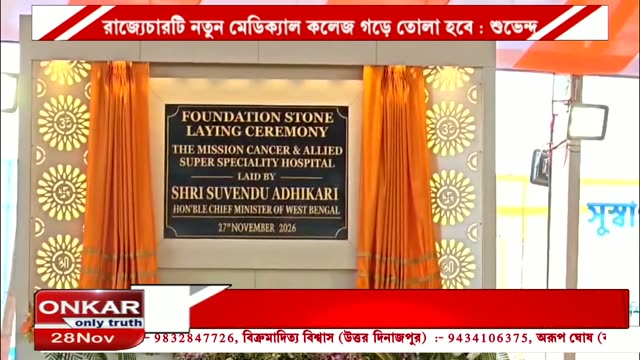 রাজ্যেচারটি নতুন মেডিক্যাল কলেজ গড়ে তোলা হবে : শুভেন্দু
FOUNDATION STONE
LAYING CEREMONY
THE MISSION CANCER & ALLIED
SUPER SPECIALITY HOSPITAL
LAID BY
SHRI SUVENDU ADHIKARI
HON'BLE CHIEF MINISTER OF WEST BENGAL
27th NOVEMBER 2026
সুস্বা
ONKAR
only truth
28Nov
:- 9832847726, বিক্রমাদিত্য বিশ্বাস (উত্তর দিনাজপুর) :- 9434106375, অরূপ ঘোষ